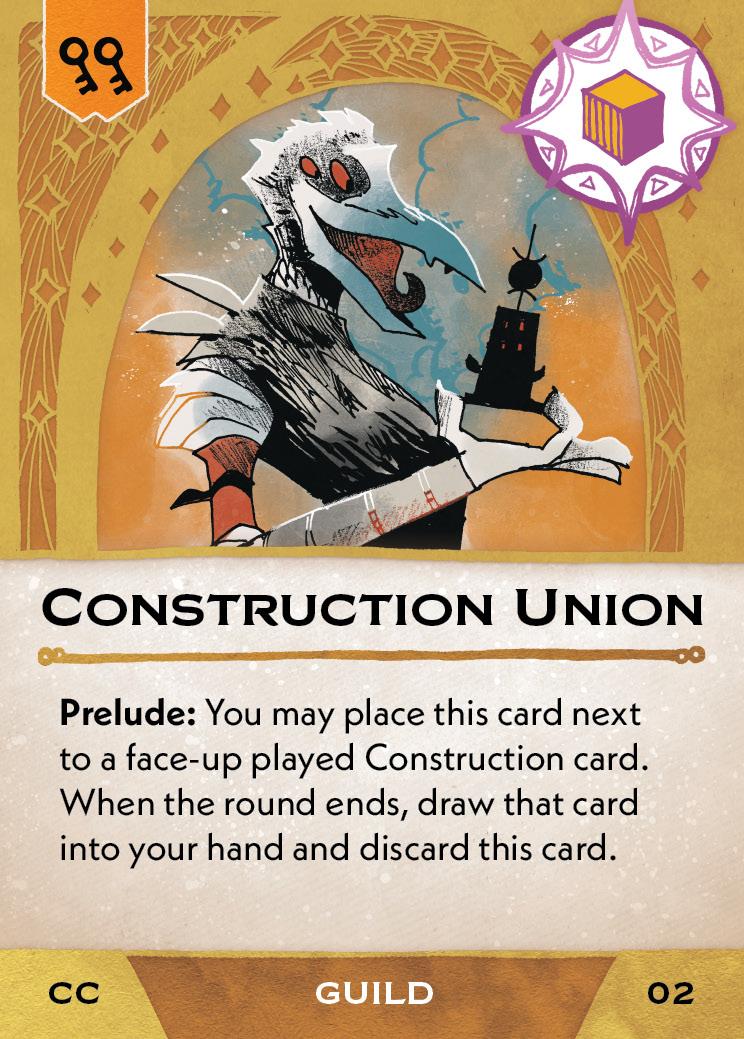 CONSTRUCTION UNION
Prelude: You may place this card next
to a face-up played Construction card.
When the round ends, draw that card
into your hand and discard this card.
CC GUILD 02